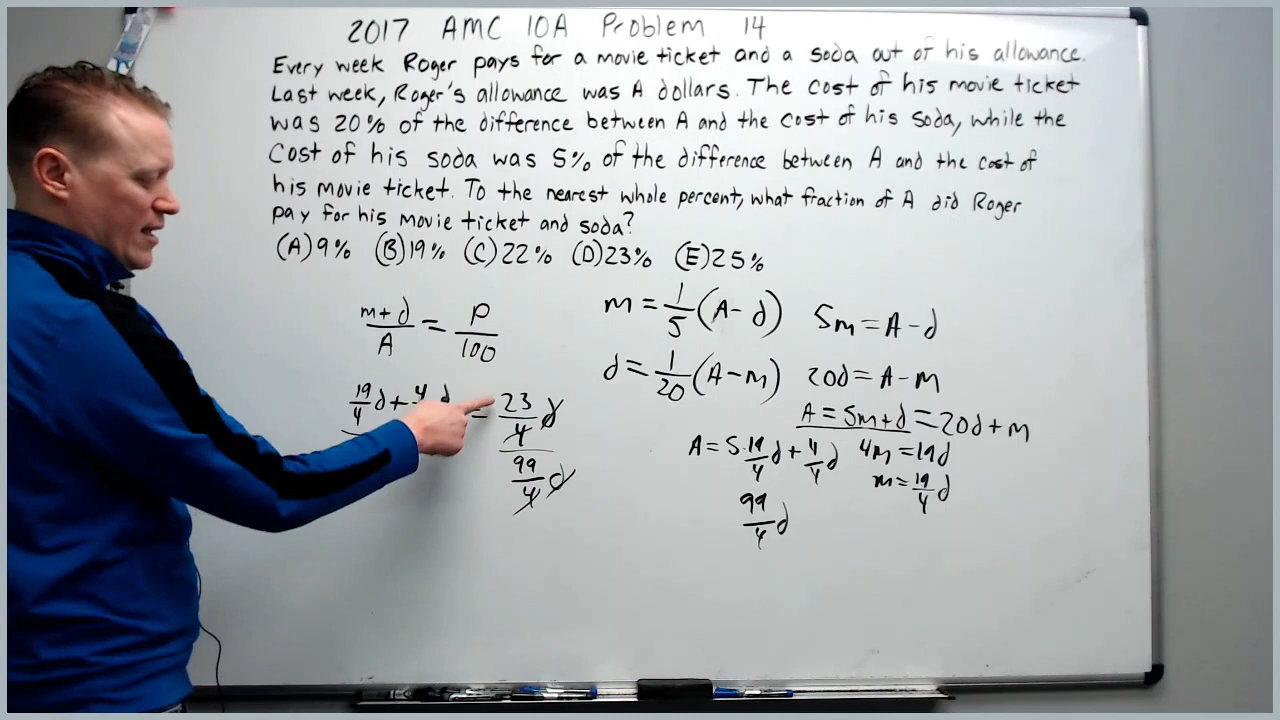 2017 AMC 10A Problem 14
Every week Roger pays for a movie ticket and a soda out of his allowance.
Last week, Roger's allowance was A dollars. The cost of his movie ticket
was 20% of the difference between A and the cost of his soda, while the
cost of his soda was 5% of the difference between A and the cost of
his movie ticket. To the nearest whole percent, what fraction of A did Roger
pay for his movie ticket and soda?
(A) 9% (B) 19% (C) 22% (D) 23% (E) 25%
m+d/A = P/100
m = 1/5 (A-d) 5m = A-d
d = 1/20 (A-m) 20d = A-m
A = 5m+d = 20d+m
19/4 d + 4 d = 23/4 d
99/4 d
A = 5·19/4 d + 4/4 d 4m = 19d
m = 19/4 d
99/4 d